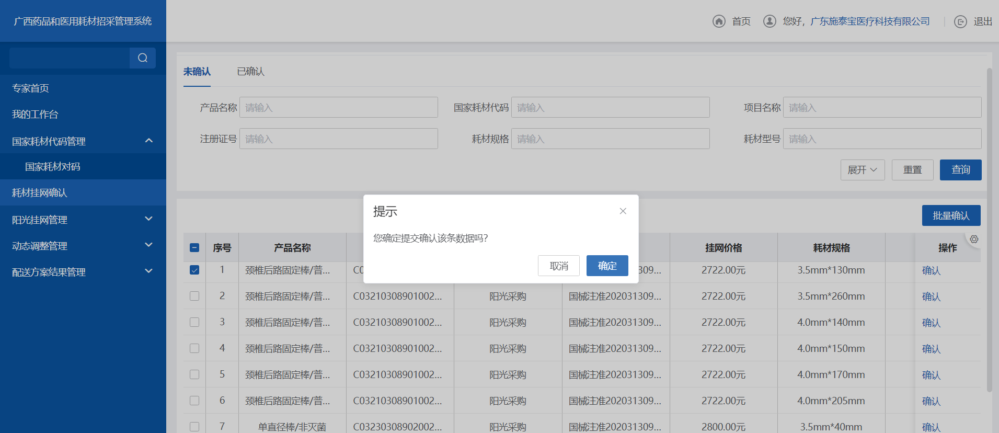 广西药品和医用耗材招采管理系统
首页
您好，广东施泰宝医疗科技有限公司
退出
专家首页
我的工作台
国家耗材代码管理
国家耗材对码
耗材挂网确认
阳光挂网管理
动态调整管理
配送方案结果管理
未确认 已确认
产品名称 请输入 国家耗材代码 请输入 项目名称 请输入
注册证号 请输入 耗材规格 请输入 耗材型号 请输入
展开 重置 查询
批量确认
提示
您确定提交确认该条数据吗?
取消 确定
序号 产品名称 挂网价格 耗材规格 操作
1 颈椎后路固定棒/普... C0 309... 2722.00元 3.5mm*130mm 确认
2 颈椎后路固定棒/普... C03210308901002... 阳光采购 国械注准202031309... 2722.00元 3.5mm*260mm 确认
3 颈椎后路固定棒/普... C03210308901002... 阳光采购 国械注准202031309... 2722.00元 4.0mm*140mm 确认
4 颈椎后路固定棒/普... C03210308901002... 阳光采购 国械注准202031309... 2722.00元 4.0mm*150mm 确认
5 颈椎后路固定棒/普... C03210308901002... 阳光采购 国械注准202031309... 2722.00元 4.0mm*170mm 确认
6 颈椎后路固定棒/普... C03210308901002... 阳光采购 国械注准202031309... 2722.00元 4.0mm*205mm 确认
7 单直径棒/非灭菌 C03230308902002... 阳光采购 国械注准202031309... 2800.00元 3.5mm*40mm 确认